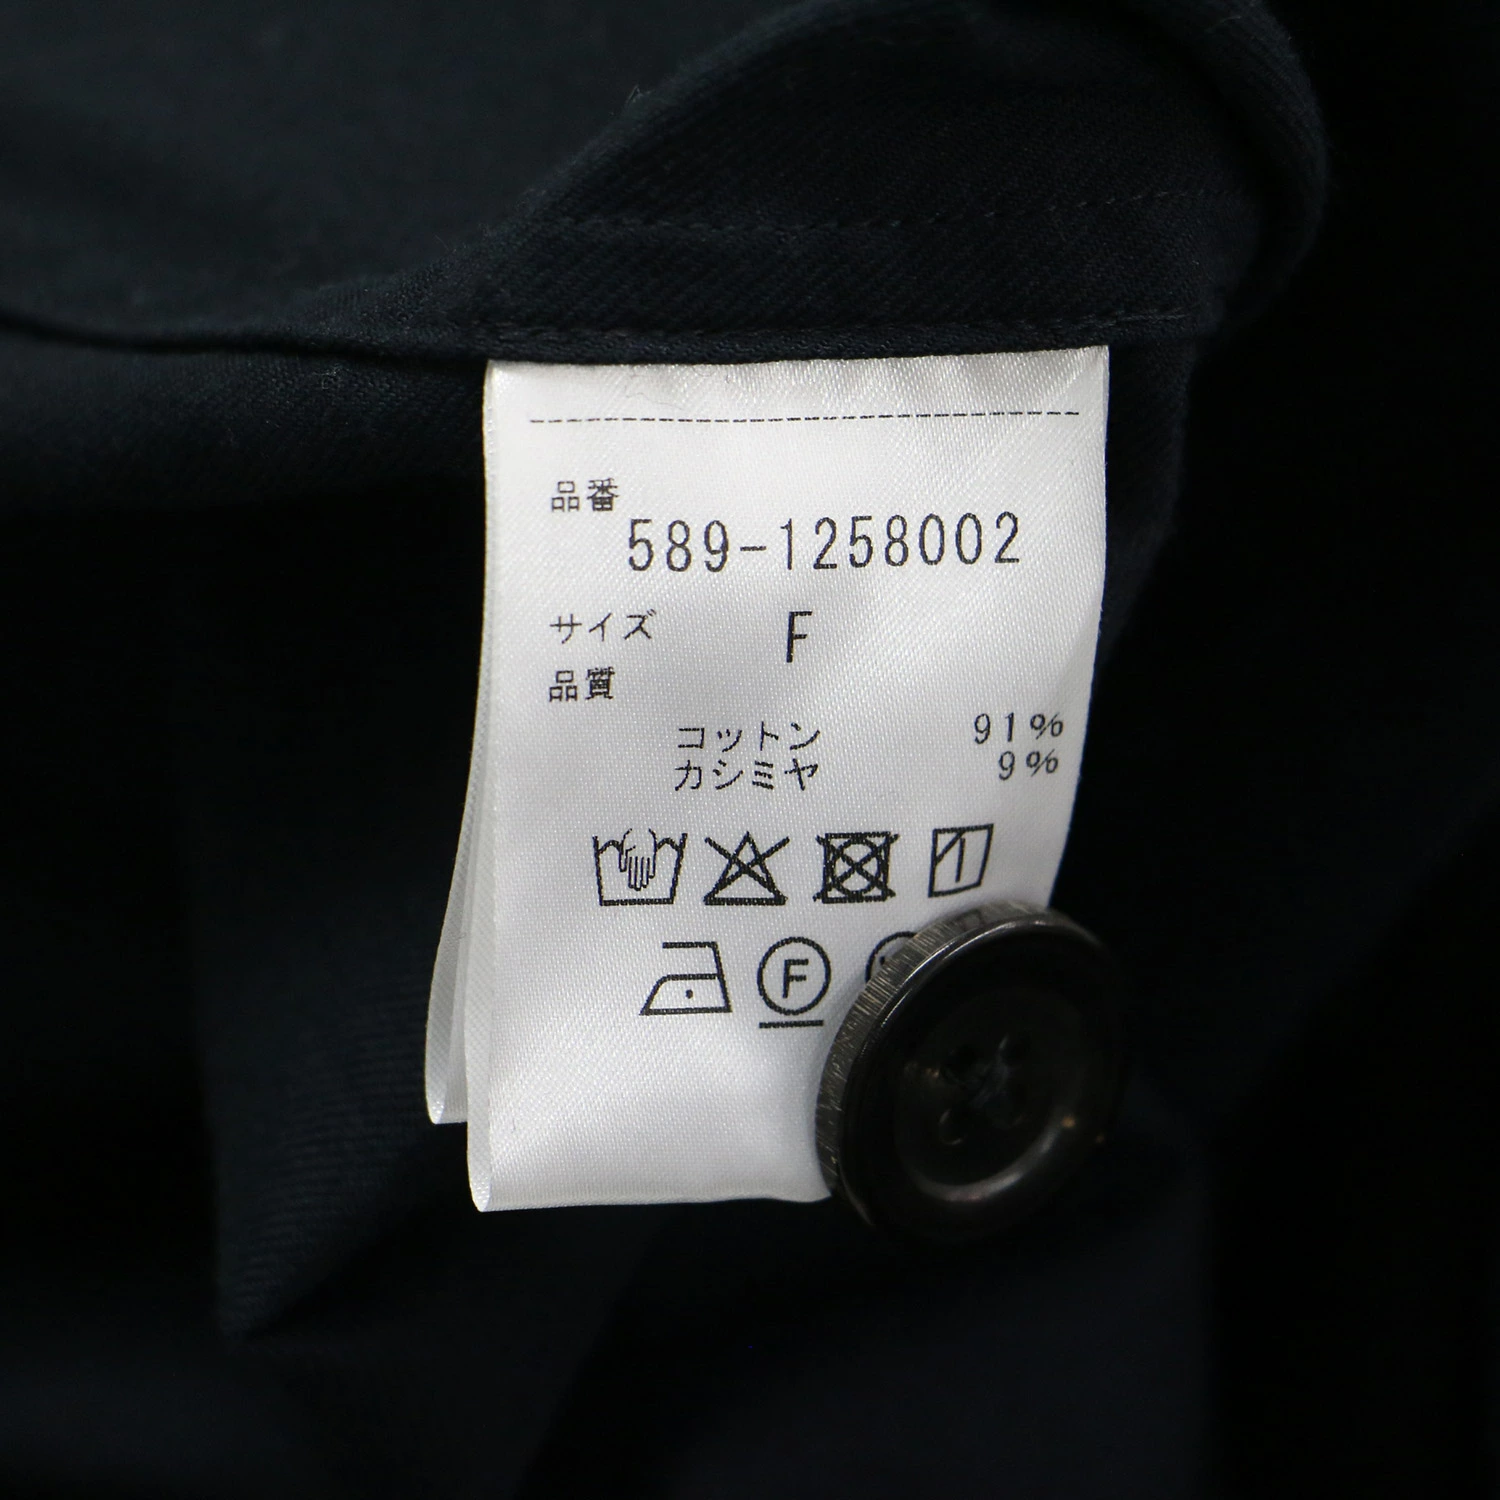 品番
589-1258002
サイズ F
品質
コットン 91%
カシミヤ 9%
F